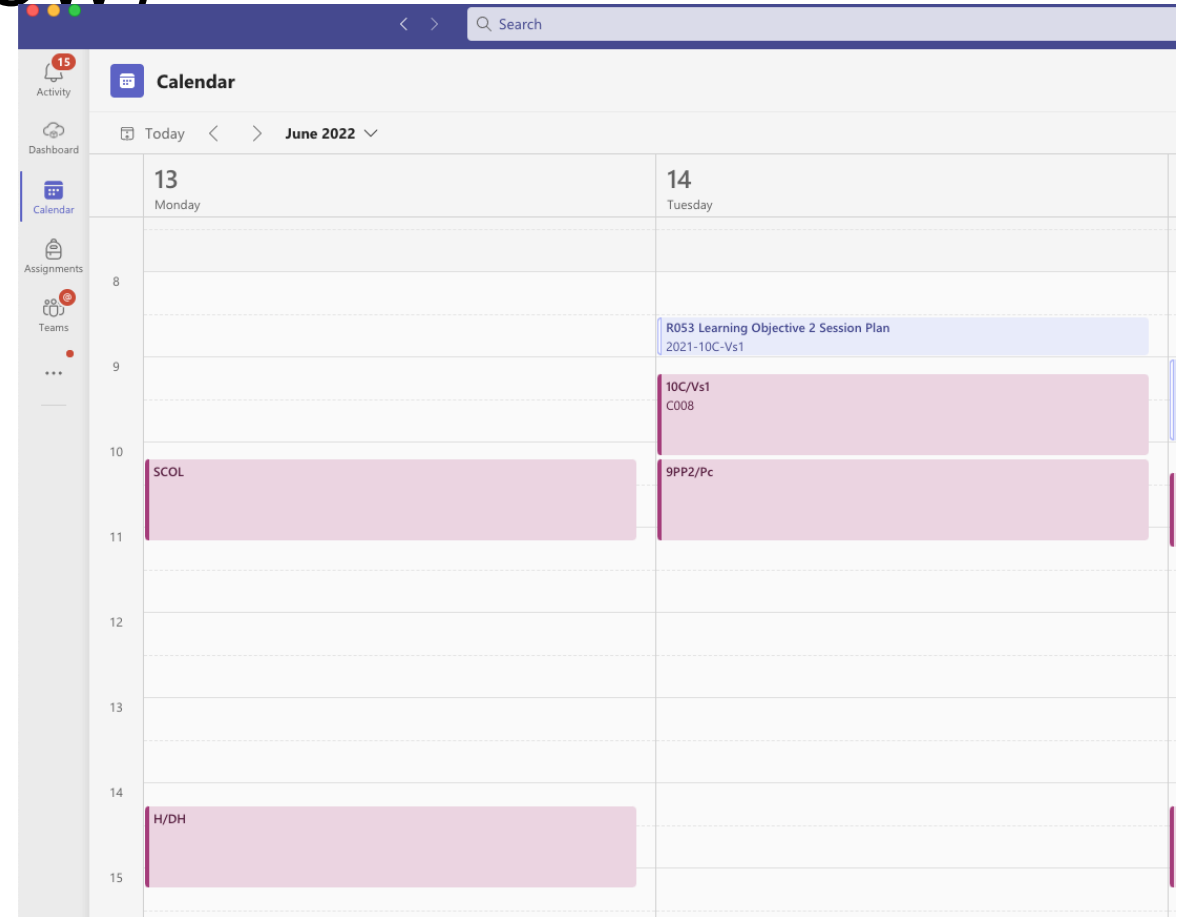 Search
15
Activity
Calendar
Dashboard
Today
June 2022
Calendar
13
Monday
14
Tuesday
Assignments
Teams
8
R053 Learning Objective 2 Session Plan
2021-10C-Vs1
9
10C/Vs1
C008
10
SCOL
9PP2/Pc
11
12
13
14
H/DH
15